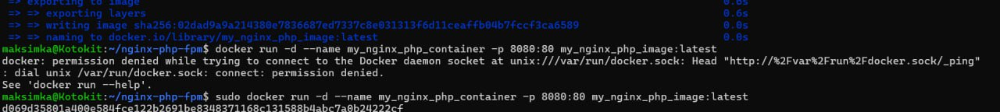 => exporting to image 0.6s
=> => exporting layers 0.6s
=> => writing image sha256:02dad9a9a214380e7836687ed7337c8e031313f6d11ceaffb04b7fccf3ca6589 0.0s
=> => naming to docker.io/library/my_nginx_php_image:latest 0.0s
maksimka@Kotokit:~/nginx-php-fpm$ docker run -d --name my_nginx_php_container -p 8080:80 my_nginx_php_image:latest
docker: permission denied while trying to connect to the Docker daemon socket at unix:///var/run/docker.sock: Head "http://%2Fvar%2Frun%2Fdocker.sock/_ping"
: dial unix /var/run/docker.sock: connect: permission denied.
See 'docker run --help'.
maksimka@Kotokit:~/nginx-php-fpm$ sudo docker run -d --name my_nginx_php_container -p 8080:80 my_nginx_php_image:latest
d069d35801a400e584fce122b2691be8348371168c131588b4abc7a0b24222cf